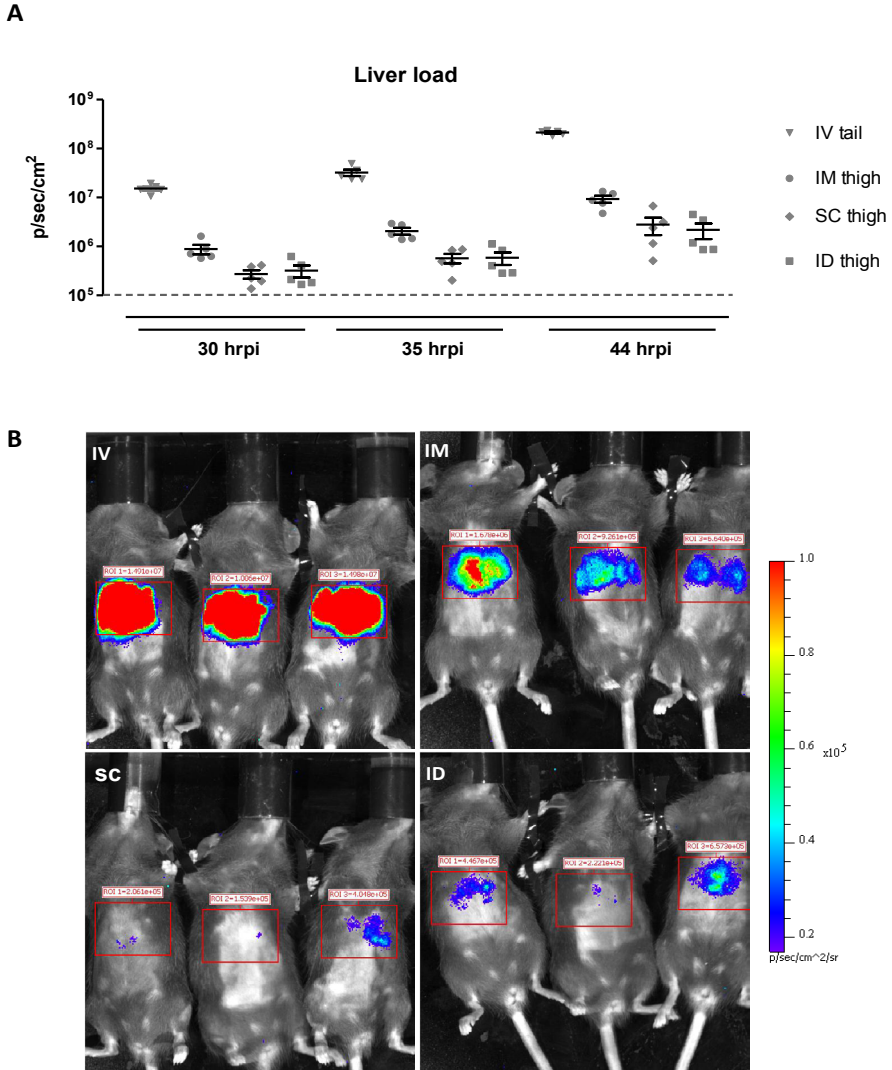 A
Liver load
10^9
10^8
10^7
10^6
10^5
p/sec/cm^2
IV tail
IM thigh
SC thigh
ID thigh
30 hrpi
35 hrpi
44 hrpi
B
IV
ROI 1=1.491e+07
ROI 2=1.006e+07
ROI 3=1.498e+07
IM
ROI 1=1.678e+06
ROI 2=9.261e+05
ROI 3=6.640e+05
SC
ROI 1=2.061e+05
ROI 2=1.539e+05
ROI 3=4.048e+05
ID
ROI 1=4.467e+05
ROI 2=2.221e+05
ROI 3=6.573e+05
1.0
0.8
0.6
x10^5
0.4
0.2
p/sec/cm^2/sr